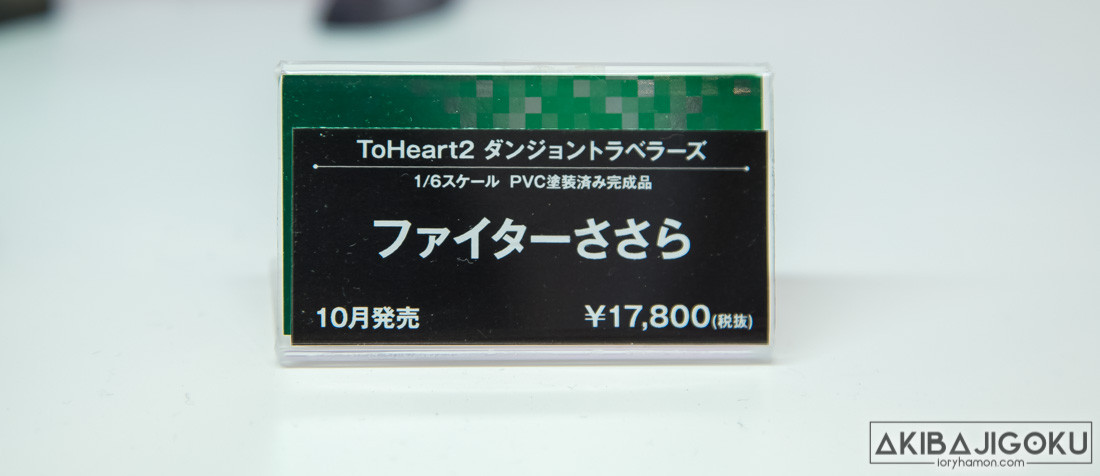 ToHeart2 ダンジョントラベラーズ
1/6スケール PVC塗装済み完成品
ファイターささら
10月発売 ¥17,800(税抜)
AKIBAJIGOKU
loryhamon.com